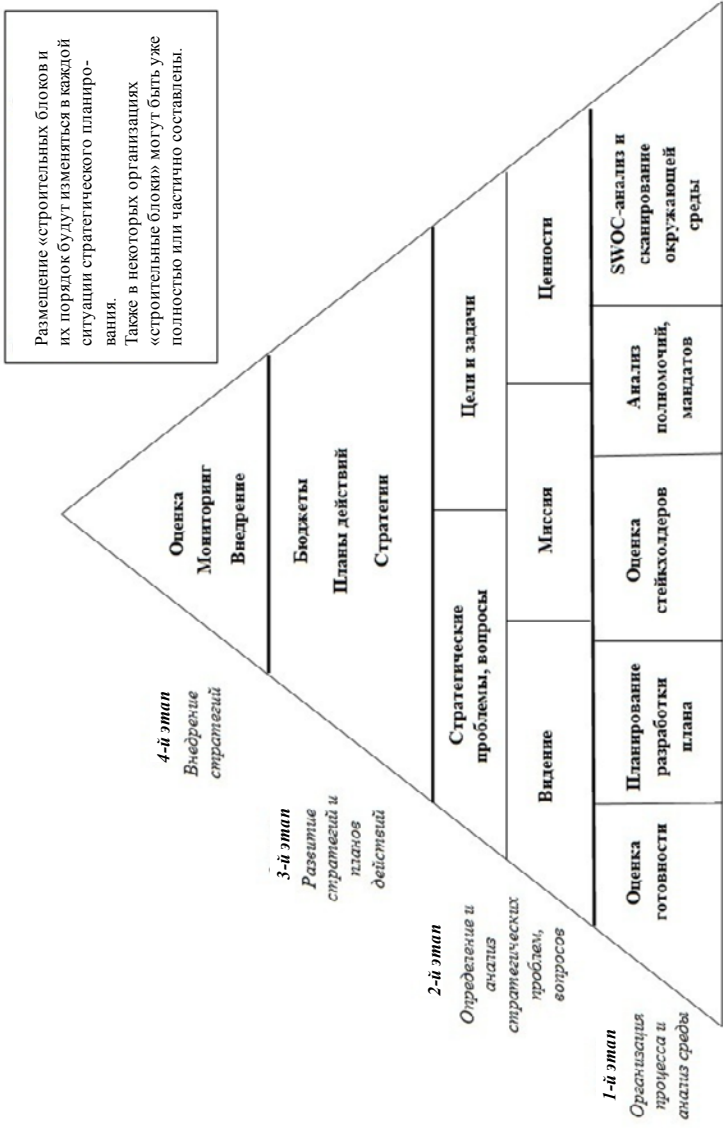 Размещение «строительных блоков и
их порядок будут изменяться в каждой
ситуации стратегического планиро-
вания.
Также в некоторых организациях
«строительные блоки» могут быть уже
полностью или частично составлены.
4-й этап
Внедрение
стратегий
Оценка
Мониторинг
Внедрение
3-й этап
Развитие
стратегий и
планов
действий
Бюджеты
Планы действий
Стратегии
2-й этап
Определение и
анализ
стратегических
проблем,
вопросов
Стратегические
проблемы, вопросы
Цели и задачи
Видение
Миссия
Ценности
1-й этап
Организация
процесса и
анализ среды
Оценка
готовности
Планирование
разработки
плана
Оценка
стейкхолдеров
Анализ
полномочий,
мандатов
SWOC-анализ и
сканирование
окружающей
среды